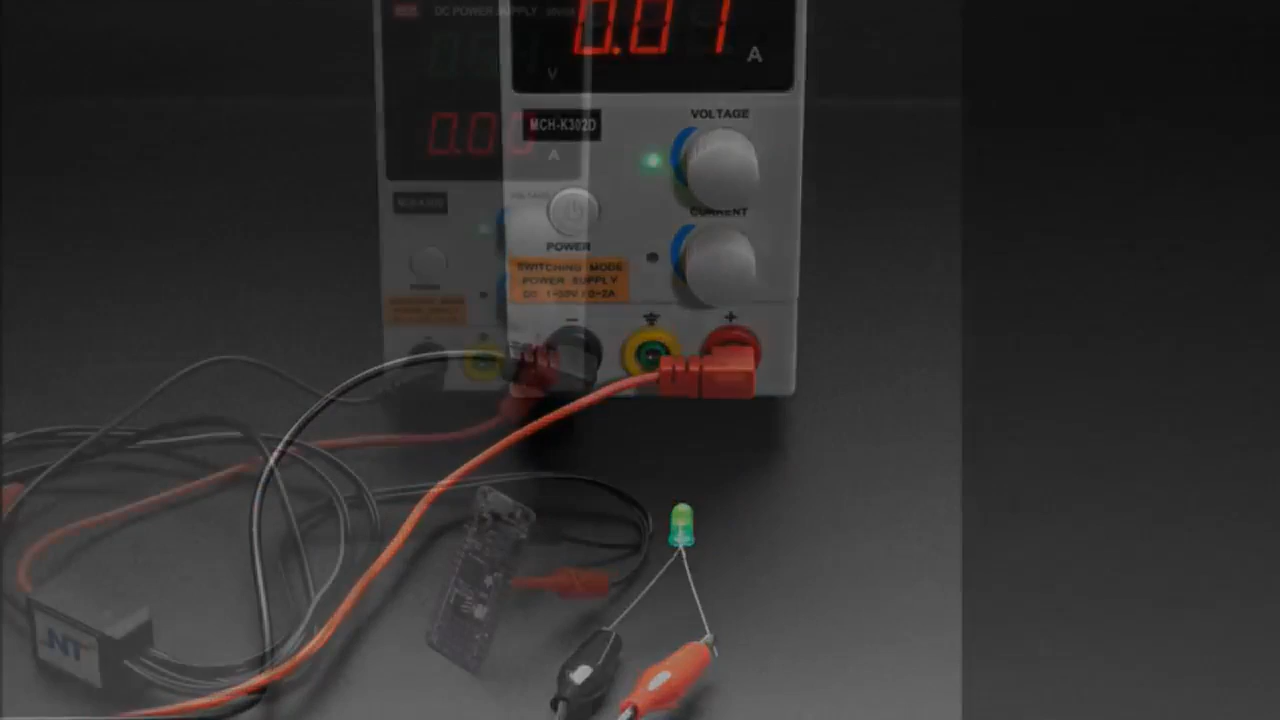 DC POWER SUPPLY
0.01
A
V
VOLTAGE
MCH-K302D
0.00
A
CURRENT
POWER
SWITCHING MODE
POWER SUPPLY
DC 1-30V/0-2A
-
+
NT